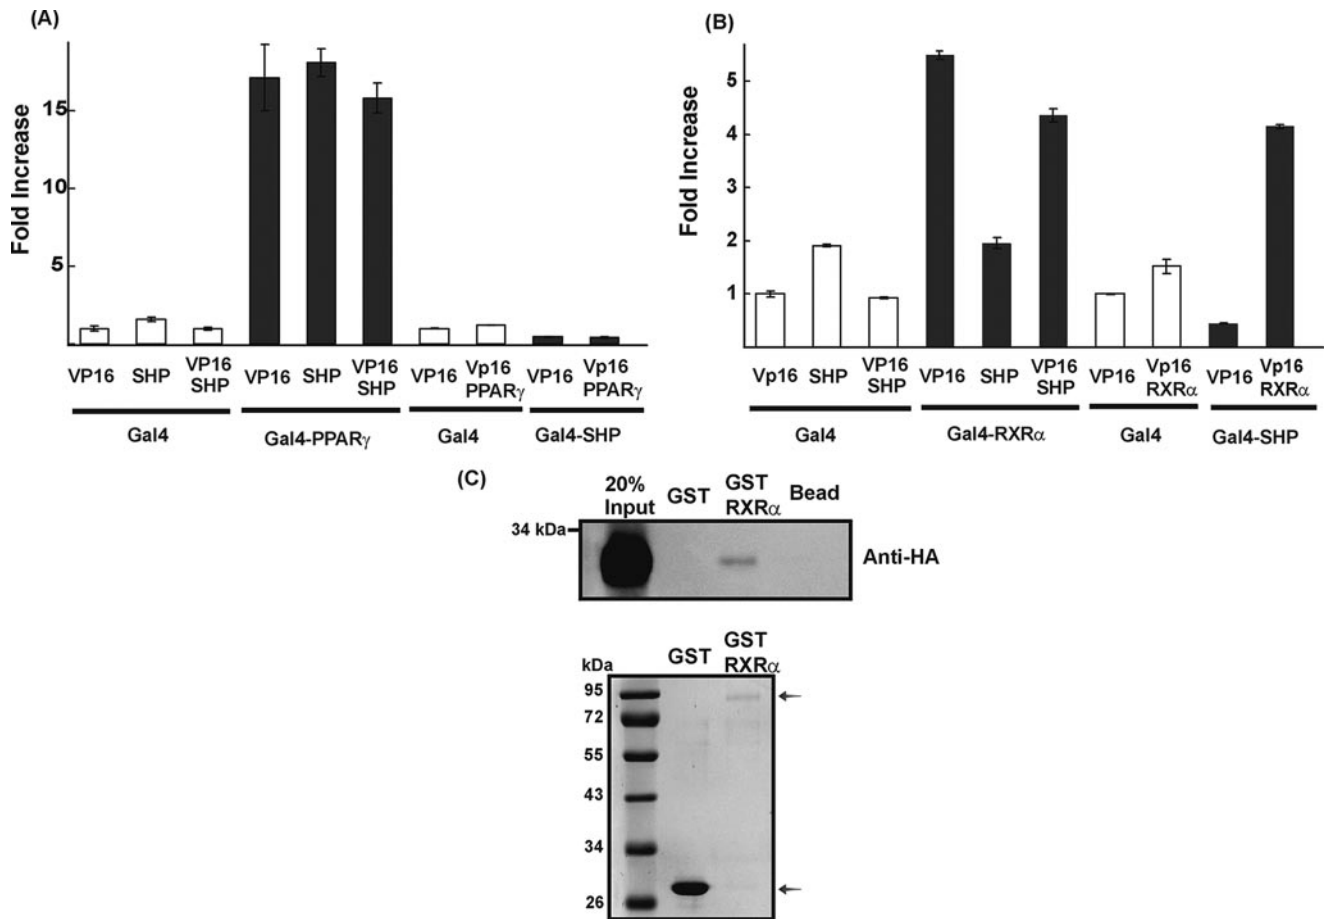 (A)
Fold Increase
15
10
5
VP16 SHP VP16 SHP VP16 SHP VP16 SHP VP16 Vp16 PPARγ VP16 Vp16 PPARγ
Gal4 Gal4-PPARγ Gal4 Gal4-SHP
(B)
Fold Increase
5
4
3
2
1
Vp16 SHP VP16 SHP VP16 SHP VP16 SHP VP16 Vp16 RXRα VP16 Vp16 RXRα
Gal4 Gal4-RXRα Gal4 Gal4-SHP
(C)
20% Input GST GST RXRα Bead
34 kDa
Anti-HA
kDa GST GST RXRα
95
72
55
43
34
26